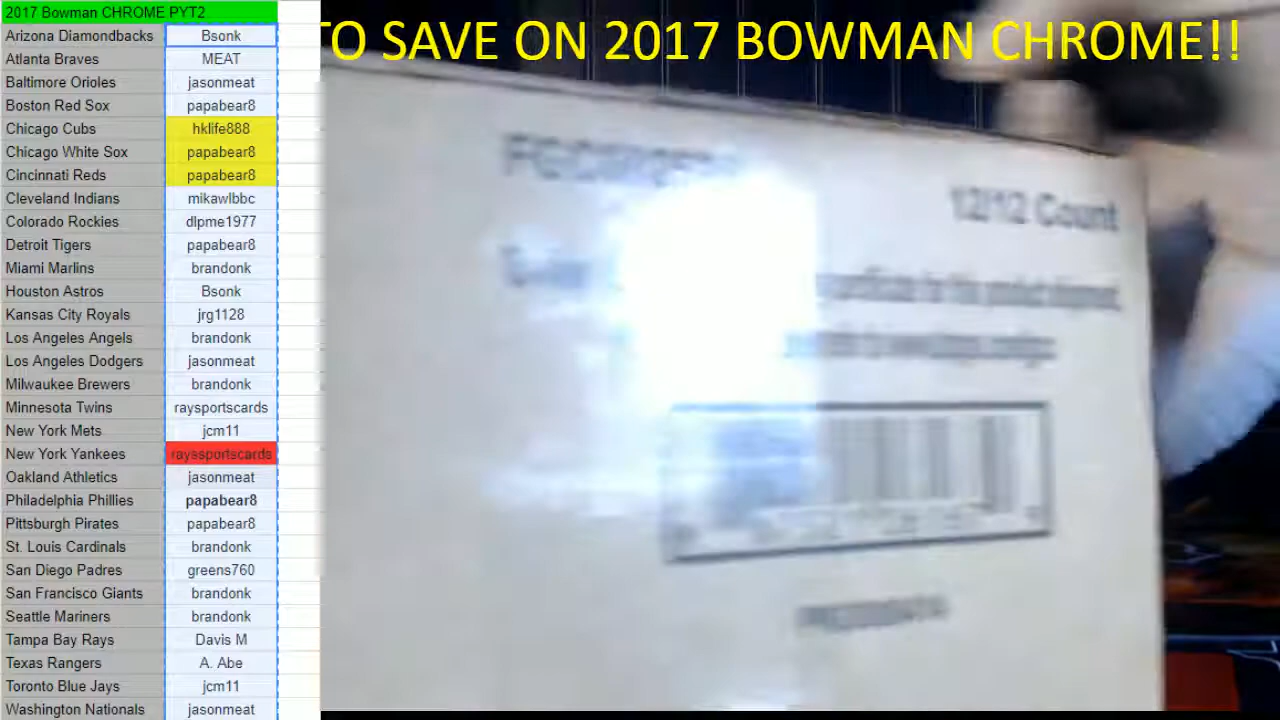 2017 Bowman CHROME PYT2
Arizona Diamondbacks Bsonk
Atlanta Braves MEAT
Baltimore Orioles jasonmeat
Boston Red Sox papabear8
Chicago Cubs hklife888
Chicago White Sox papabear8
Cincinnati Reds papabear8
Cleveland Indians mikawlbbc
Colorado Rockies dlpme1977
Detroit Tigers papabear8
Miami Marlins brandonk
Houston Astros Bsonk
Kansas City Royals jrg1128
Los Angeles Angels brandonk
Los Angeles Dodgers jasonmeat
Milwaukee Brewers brandonk
Minnesota Twins raysportscards
New York Mets jcm11
New York Yankees rayssportscards
Oakland Athletics jasonmeat
Philadelphia Phillies papabear8
Pittsburgh Pirates papabear8
St. Louis Cardinals brandonk
San Diego Padres greens760
San Francisco Giants brandonk
Seattle Mariners brandonk
Tampa Bay Rays Davis M
Texas Rangers A. Abe
Toronto Blue Jays jcm11
Washington Nationals jasonmeat
TO SAVE ON 2017 BOWMAN CHROME!!
12/12 Count